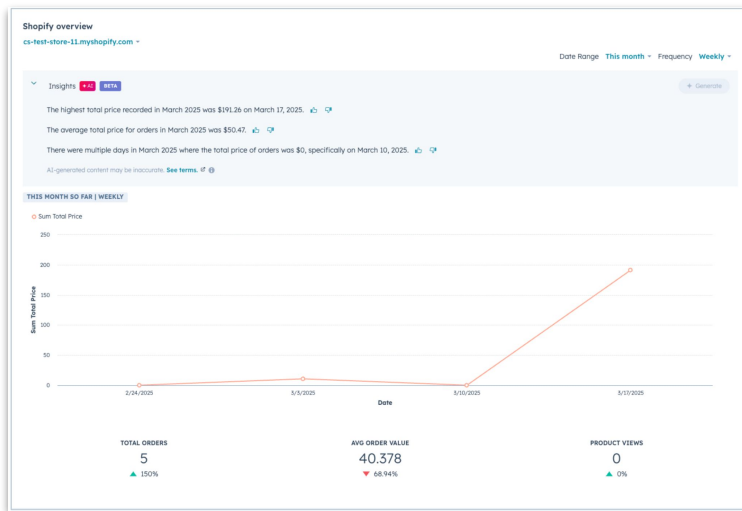 Shopify overview
cs-test-store-11.myshopify.com
Date Range This month Frequency Weekly
Insights AI BETA
Generate
The highest total price recorded in March 2025 was $191.26 on March 17, 2025.
The average total price for orders in March 2025 was $50.47.
There were multiple days in March 2025 where the total price of orders was $0, specifically on March 10, 2025.
AI-generated content may be inaccurate. See terms.
THIS MONTH SO FAR | WEEKLY
Sum Total Price
250
200
150
100
50
0
Sum Total Price
2/24/2025 3/3/2025 3/10/2025 3/17/2025
Date
TOTAL ORDERS AVG ORDER VALUE PRODUCT VIEWS
5 40.378 0
150% 68.94% 0%